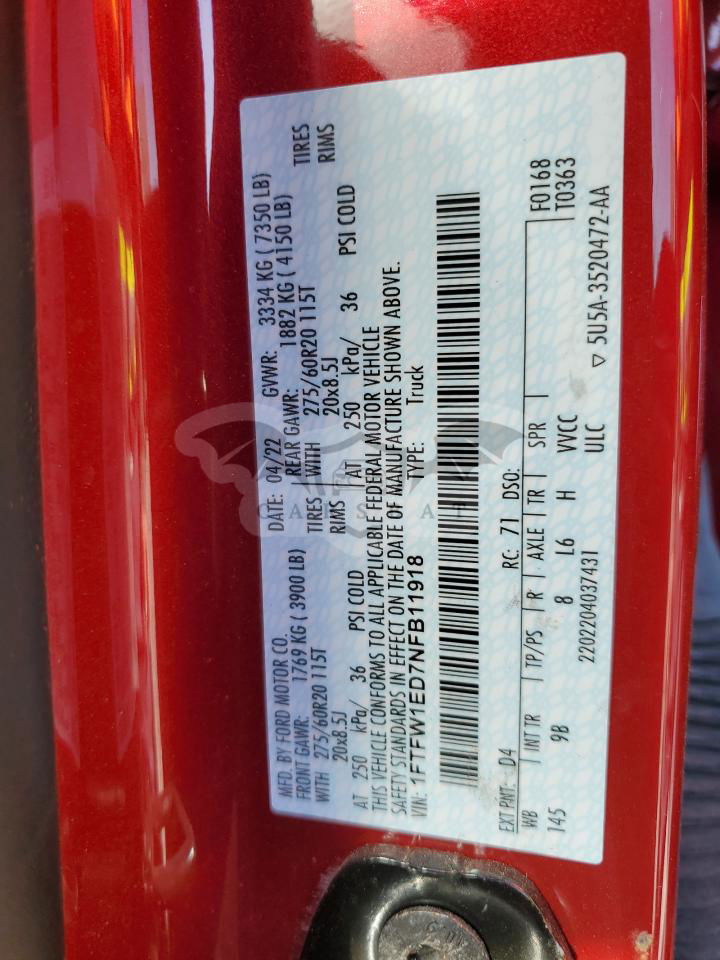 MFD. BY FORD MOTOR CO.
DATE: 04/22 GVWR: 3334 KG ( 7350 LB)
FRONT GAWR: 1769 KG ( 3900 LB) REAR GAWR: 1882 KG ( 4150 LB)
WITH 275/60R20 115T TIRES WITH 275/60R20 115T TIRES
20x8.5J RIMS 20x8.5J RIMS
AT 250 kPa/ 36 PSI COLD AT 250 kPa/ 36 PSI COLD
THIS VEHICLE CONFORMS TO ALL APPLICABLE FEDERAL MOTOR VEHICLE
SAFETY STANDARDS IN EFFECT ON THE DATE OF MANUFACTURE SHOWN ABOVE.
VIN: 1FTFW1ED7NFB11918 TYPE: Truck
F0168
T0363
EXT PNT: D4 RC: 71 DSO:
WB INT TR TP/PS R AXLE TR SPR
145 9B 8 L6 H WCC
ULC
2202204037431 ▽ 5U5A-3520472-AA